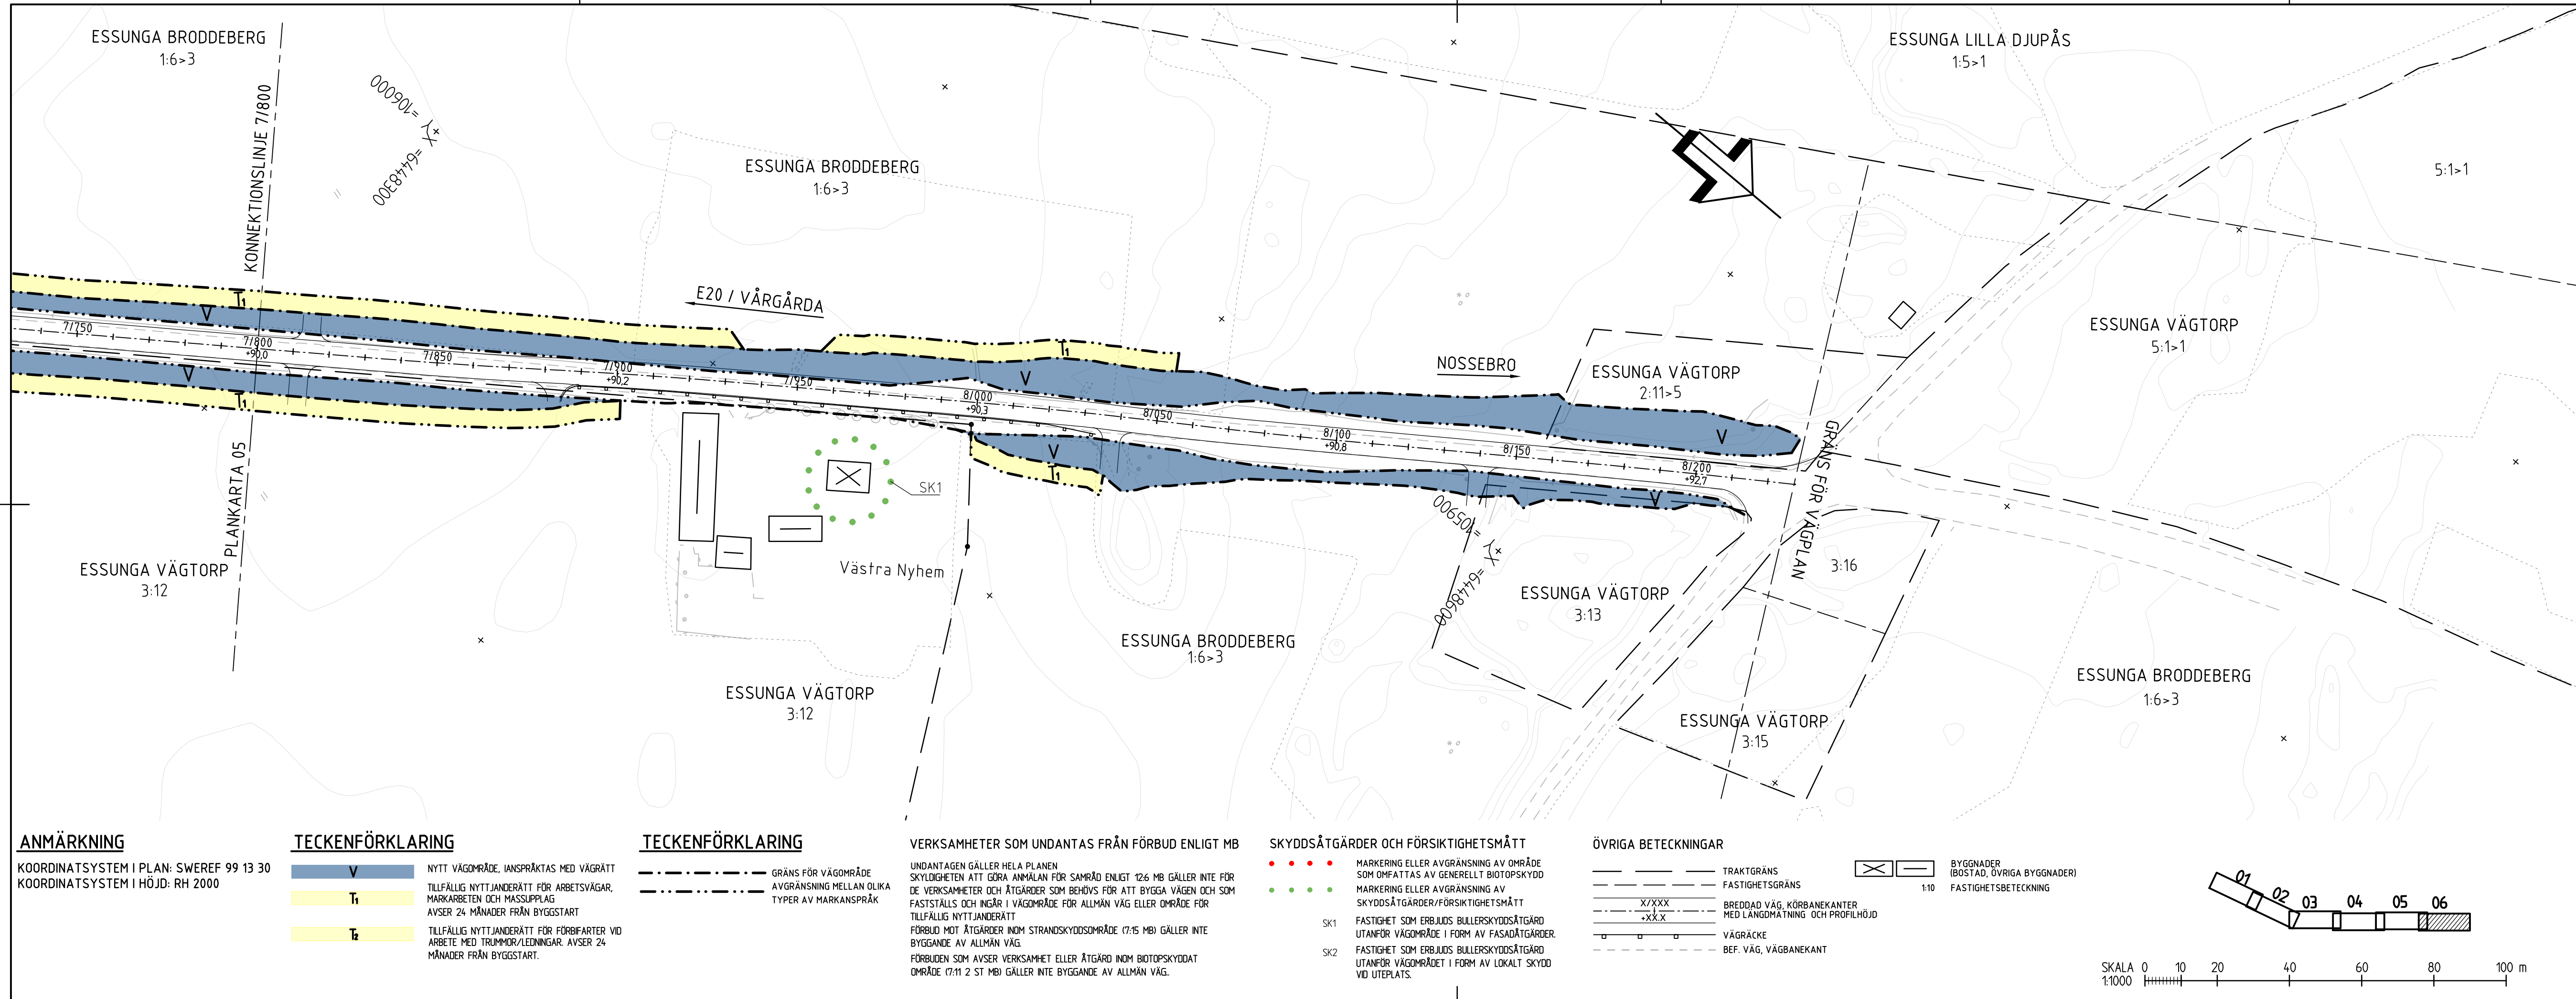 ESSUNGA BRODDEBERG
1:6>3
KONNEKTIONSLINJE 7/800
Y =106000
X =6448300
ESSUNGA BRODDEBERG
1:6>3
ESSUNGA LILLA DJUPÅS
1:5>1
5:1>1
ESSUNGA VÄGTORP
5:1>1
E20 / VÅRGÅRDA
NOSSEBRO
ESSUNGA VÄGTORP
2:11>5
T1
V
7/750
7/800
+90,0
7/850
7/900
+90,2
7/950
8/000
+90,3
8/050
8/100
+90,8
8/150
8/200
+92,7
T1
V
V
V
T1
V
T1
V
SK1
PLANKARTA 05
GRÄNS FÖR VÄGPLAN
Västra Nyhem
Y =105900
X =6448600
ESSUNGA VÄGTORP
3:12
ESSUNGA VÄGTORP
3:12
ESSUNGA BRODDEBERG
1:6>3
ESSUNGA VÄGTORP
3:13
3:16
ESSUNGA VÄGTORP
3:15
ESSUNGA BRODDEBERG
1:6>3
ANMÄRKNING
KOORDINATSYSTEM I PLAN: SWEREF 99 13 30
KOORDINATSYSTEM I HÖJD: RH 2000
TECKENFÖRKLARING
V
NYTT VÄGOMRÅDE, IANSPRÅKTAS MED VÄGRÄTT
T1
TILLFÄLLIG NYTTJANDERÄTT FÖR ARBETSVÄGAR,
MARKARBETEN OCH MASSUPPLAG
AVSER 24 MÅNADER FRÅN BYGGSTART
T2
TILLFÄLLIG NYTTJANDERÄTT FÖR FÖRBIFARTER VID
ARBETE MED TRUMMOR/LEDNINGAR. AVSER 24
MÅNADER FRÅN BYGGSTART.
TECKENFÖRKLARING
GRÄNS FÖR VÄGOMRÅDE
AVGRÄNSNING MELLAN OLIKA
TYPER AV MARKANSPRÅK
VERKSAMHETER SOM UNDANTAS FRÅN FÖRBUD ENLIGT MB
UNDANTAGEN GÄLLER HELA PLANEN
SKYLDIGHETEN ATT GÖRA ANMÄLAN FÖR SAMRÅD ENLIGT 12:6 MB GÄLLER INTE FÖR
DE VERKSAMHETER OCH ÅTGÄRDER SOM BEHÖVS FÖR ATT BYGGA VÄGEN OCH SOM
FASTSTÄLLS OCH INGÅR I VÄGOMRÅDE FÖR ALLMÄN VÄG ELLER OMRÅDE FÖR
TILLFÄLLIG NYTTJANDERÄTT
FÖRBUD MOT ÅTGÄRDER INOM STRANDSKYDDSOMRÅDE (7:15 MB) GÄLLER INTE
BYGGANDE AV ALLMÄN VÄG.
FÖRBUDEN SOM AVSER VERKSAMHET ELLER ÅTGÄRD INOM BIOTOPSKYDDAT
OMRÅDE (7:11 2 ST MB) GÄLLER INTE BYGGANDE AV ALLMÄN VÄG.
SKYDDSÅTGÄRDER OCH FÖRSIKTIGHETSMÅTT
MARKERING ELLER AVGRÄNSNING AV OMRÅDE
SOM OMFATTAS AV GENERELLT BIOTOPSKYDD
MARKERING ELLER AVGRÄNSNING AV
SKYDDSÅTGÄRDER/FÖRSIKTIGHETSMÅTT
SK1
FASTIGHET SOM ERBJUDS BULLERSKYDDSÅTGÄRD
UTANFÖR VÄGOMRÅDE I FORM AV FASADÅTGÄRDER.
SK2
FASTIGHET SOM ERBJUDS BULLERSKYDDSÅTGÄRD
UTANFÖR VÄGOMRÅDET I FORM AV LOKALT SKYDD
VID UTEPLATS.
ÖVRIGA BETECKNINGAR
TRAKTGRÄNS
FASTIGHETSGRÄNS
X/XXX
+XX.X
BREDDAD VÄG, KÖRBANEKANTER
MED LÄNGDMÄTNING OCH PROFILHÖJD
VÄGRÄCKE
BEF. VÄG, VÄGBANEKANT
BYGGNADER
(BOSTAD, ÖVRIGA BYGGNADER)
1:10
FASTIGHETSBETECKNING
01
02
03
04
05
06
SKALA
1:1000
0 10 20 40 60 80 100 m